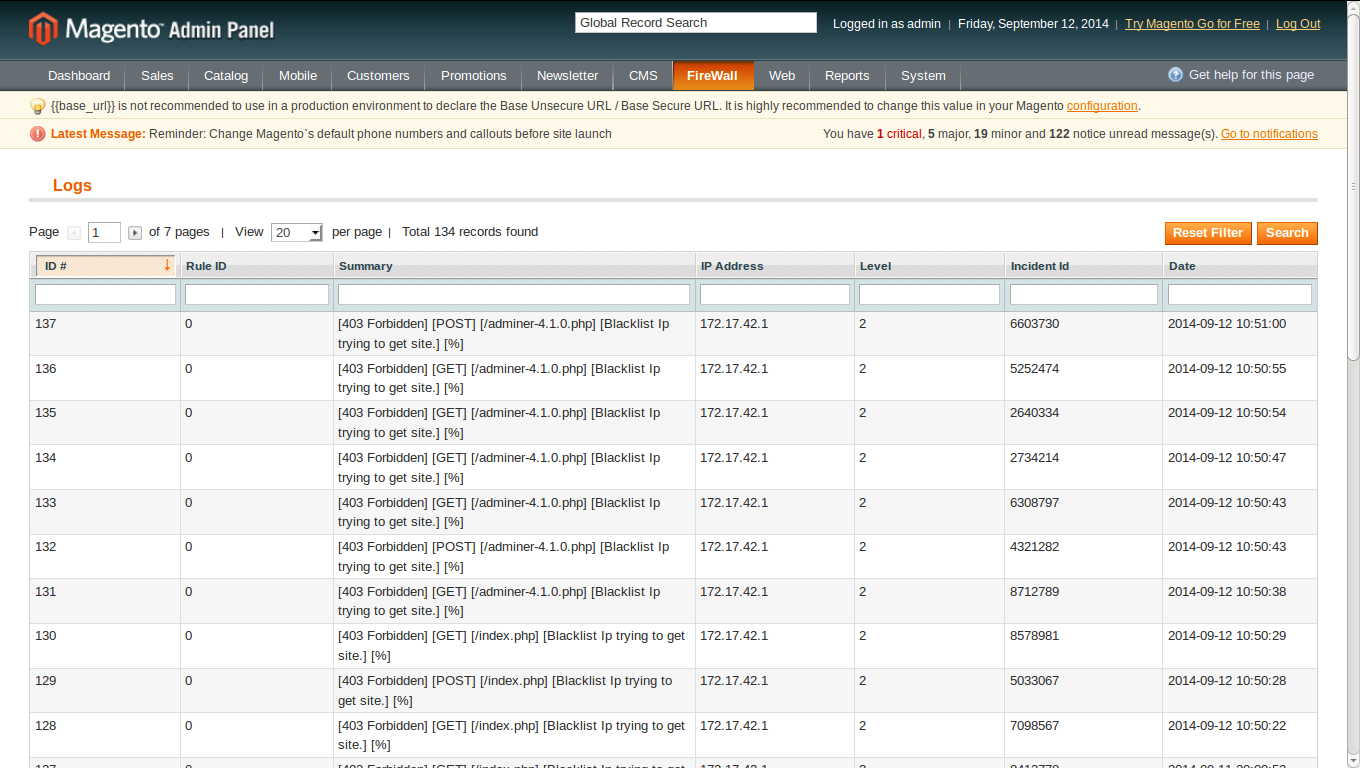 Magento™ Admin Panel
Global Record Search
Logged in as admin | Friday, September 12, 2014 | Try Magento Go for Free | Log Out
Dashboard Sales Catalog Mobile Customers Promotions Newsletter CMS FireWall Web Reports System Get help for this page
{{base_url}} is not recommended to use in a production environment to declare the Base Unsecure URL / Base Secure URL. It is highly recommended to change this value in your Magento configuration.
Latest Message: Reminder: Change Magento`s default phone numbers and callouts before site launch You have 1 critical, 5 major, 19 minor and 122 notice unread message(s). Go to notifications
Logs
Page 1 of 7 pages | View 20 per page | Total 134 records found Reset Filter Search
ID # Rule ID Summary IP Address Level Incident Id Date
137 0 [403 Forbidden] [POST] [/adminer-4.1.0.php] [Blacklist Ip 172.17.42.1 2 6603730 2014-09-12 10:51:00
trying to get site.] [%]
136 0 [403 Forbidden] [GET] [/adminer-4.1.0.php] [Blacklist Ip 172.17.42.1 2 5252474 2014-09-12 10:50:55
trying to get site.] [%]
135 0 [403 Forbidden] [GET] [/adminer-4.1.0.php] [Blacklist Ip 172.17.42.1 2 2640334 2014-09-12 10:50:54
trying to get site.] [%]
134 0 [403 Forbidden] [GET] [/adminer-4.1.0.php] [Blacklist Ip 172.17.42.1 2 2734214 2014-09-12 10:50:47
trying to get site.] [%]
133 0 [403 Forbidden] [GET] [/adminer-4.1.0.php] [Blacklist Ip 172.17.42.1 2 6308797 2014-09-12 10:50:43
trying to get site.] [%]
132 0 [403 Forbidden] [POST] [/adminer-4.1.0.php] [Blacklist Ip 172.17.42.1 2 4321282 2014-09-12 10:50:43
trying to get site.] [%]
131 0 [403 Forbidden] [GET] [/adminer-4.1.0.php] [Blacklist Ip 172.17.42.1 2 8712789 2014-09-12 10:50:38
trying to get site.] [%]
130 0 [403 Forbidden] [GET] [/index.php] [Blacklist Ip trying to get 172.17.42.1 2 8578981 2014-09-12 10:50:29
site.] [%]
129 0 [403 Forbidden] [POST] [/index.php] [Blacklist Ip trying to 172.17.42.1 2 5033067 2014-09-12 10:50:28
get site.] [%]
128 0 [403 Forbidden] [GET] [/index.php] [Blacklist Ip trying to get 172.17.42.1 2 7098567 2014-09-12 10:50:22
site.] [%]